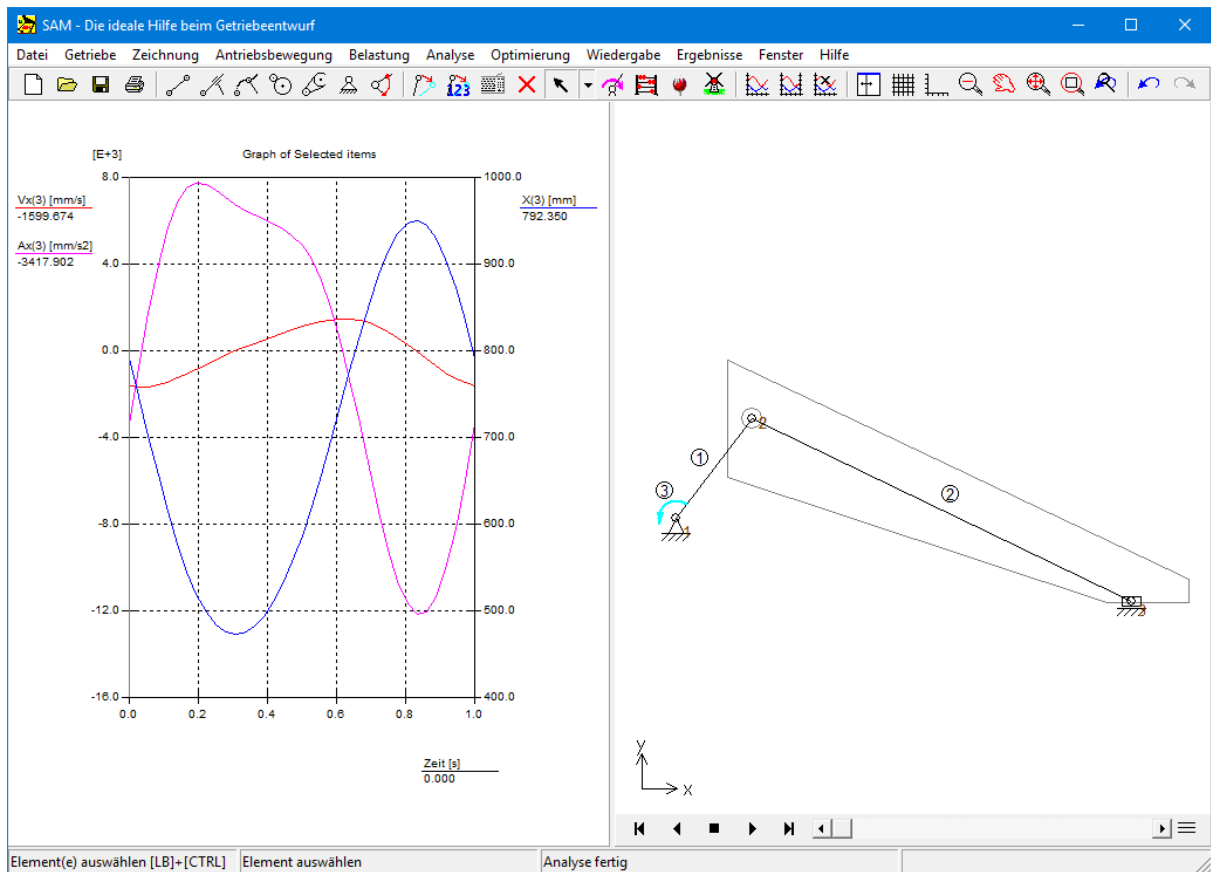 SAM - Die ideale Hilfe beim Getriebeentwurf
Datei Getriebe Zeichnung Antriebsbewegung Belastung Analyse Optimierung Wiedergabe Ergebnisse Fenster Hilfe
123
[E+3] Graph of Selected items
8.0 1000.0
Vx(3) [mm/s] X(3) [mm]
-1599.674 792.350
Ax(3) [mm/s2]
-3417.902 4.0 900.0
0.0 800.0
-4.0 700.0
-8.0 600.0
-12.0 500.0
-16.0 400.0
0.0 0.2 0.4 0.6 0.8 1.0
Zeit [s]
0.000
2
1
3
2
1
3
y
x
Element(e) auswählen [LB]+[CTRL] Element auswählen Analyse fertig